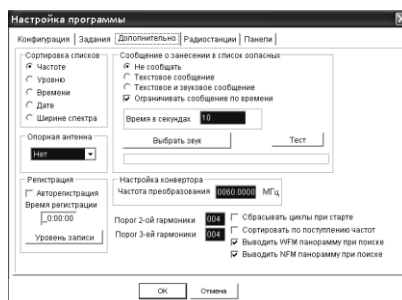 Настройка программы
Конфигурация Задания Дополнительно Радиостанции Панели
Сортировка списков
Частоте
Уровню
Времени
Дате
Ширине спектра
Сообщение о занесении в список опасных
Не сообщать
Текстовое сообщение
Текстовое и звуковое сообщение
Ограничивать сообщение по времени
Время в секундах 10
Выбрать звук Тест
Опорная антенна
Нет
Регистрация
Авторегистрация
Время регистрации
_0:00:00
Уровень записи
Настройка конвертора
Частота преобразования 0060.0000 МГц
Порог 2-ой гармоники 004
Порог 3-ей гармоники 004
Сбрасывать циклы при старте
Сортировать по поступлению частот
Выводить WFM панорамму при поиске
Выводить NFM панорамму при поиске
OK Отмена